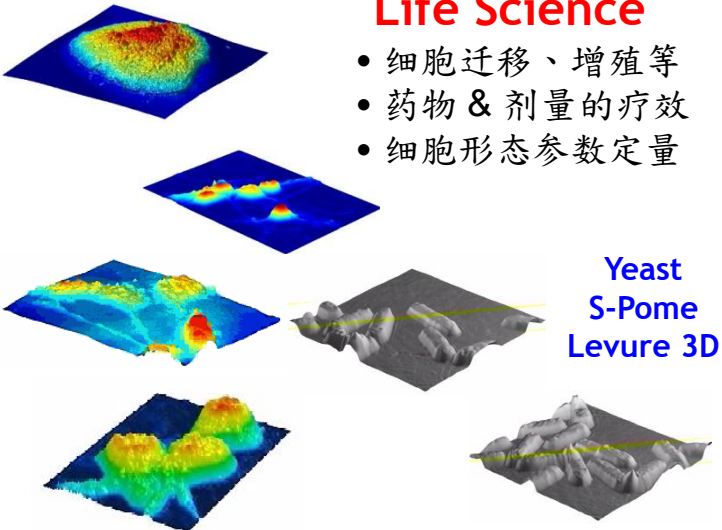 Life Science
• 细胞迁移、增殖等
• 药物 & 剂量的疗效
• 细胞形态参数定量
Yeast
S-Pome
Levure 3D